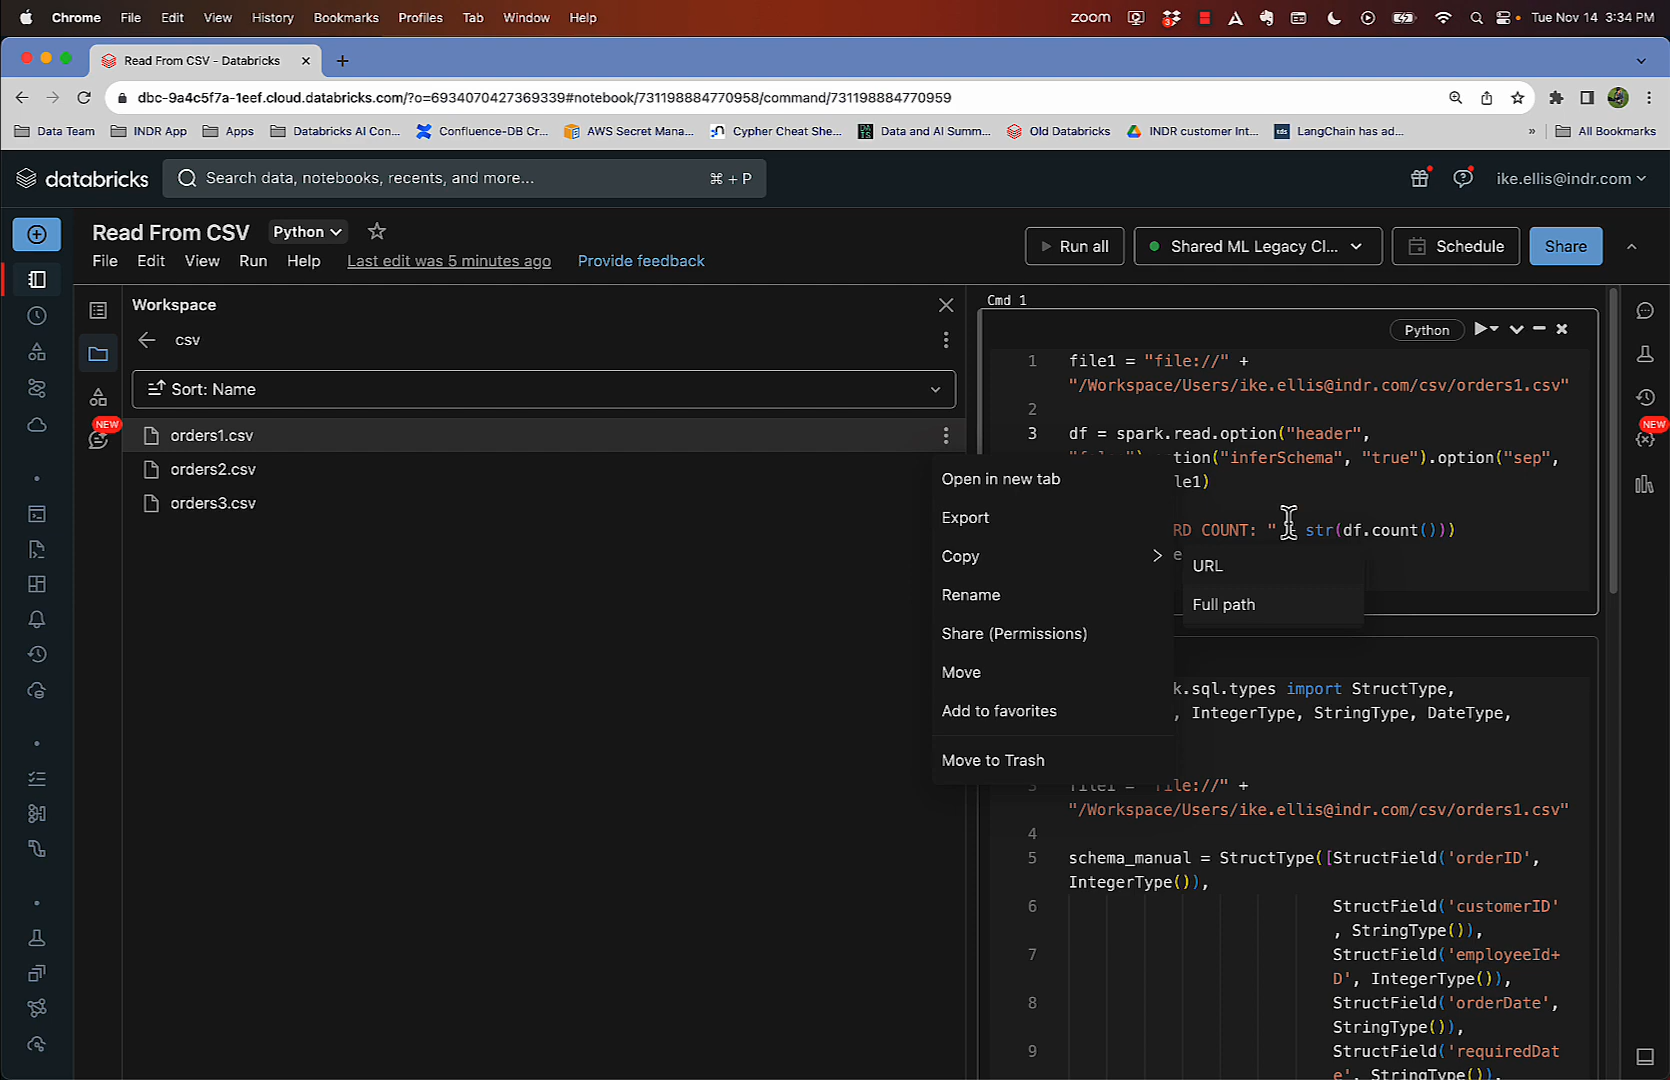 Chrome File Edit View History Bookmarks Profiles Tab Window Help zoom Tue Nov 14 3:34 PM
Read From CSV - Databricks
dbc-9a4c5f7a-1eef.cloud.databricks.com/?o=6934070427369339#notebook/731198884770958/command/731198884770959
Data Team INDR App Apps Databricks AI Con... Confluence-DB Cr... AWS Secret Mana... Cypher Cheat She... Data and AI Summ... Old Databricks INDR customer Int... LangChain has ad... » All Bookmarks
databricks Search data, notebooks, recents, and more... ⌘ + P ike.ellis@indr.com
Read From CSV Python Run all Shared ML Legacy Cl... Schedule Share
File Edit View Run Help Last edit was 5 minutes ago Provide feedback
Workspace
csv
Sort: Name
NEW
orders1.csv
orders2.csv
orders3.csv
Open in new tab
Export
Copy
Rename
Share (Permissions)
Move
Add to favorites
Move to Trash
URL
Full path
Cmd 1
Python
1 file1 = "file://" +
"/Workspace/Users/ike.ellis@indr.com/csv/orders1.csv"
2
3 df = spark.read.option("header",
tion("inferSchema", "true").option("sep",
le1)
RD COUNT: " str(df.count()))
e
k.sql.types import StructType,
, IntegerType, StringType, DateType,
3 file1 = "file://" +
"/Workspace/Users/ike.ellis@indr.com/csv/orders1.csv"
4
5 schema_manual = StructType([StructField('orderID',
IntegerType()),
6 StructField('customerID'
, StringType()),
7 StructField('employeeId+
D', IntegerType()),
8 StructField('orderDate',
StringType()),
9 StructField('requiredDat
e', StringType()),
NEW